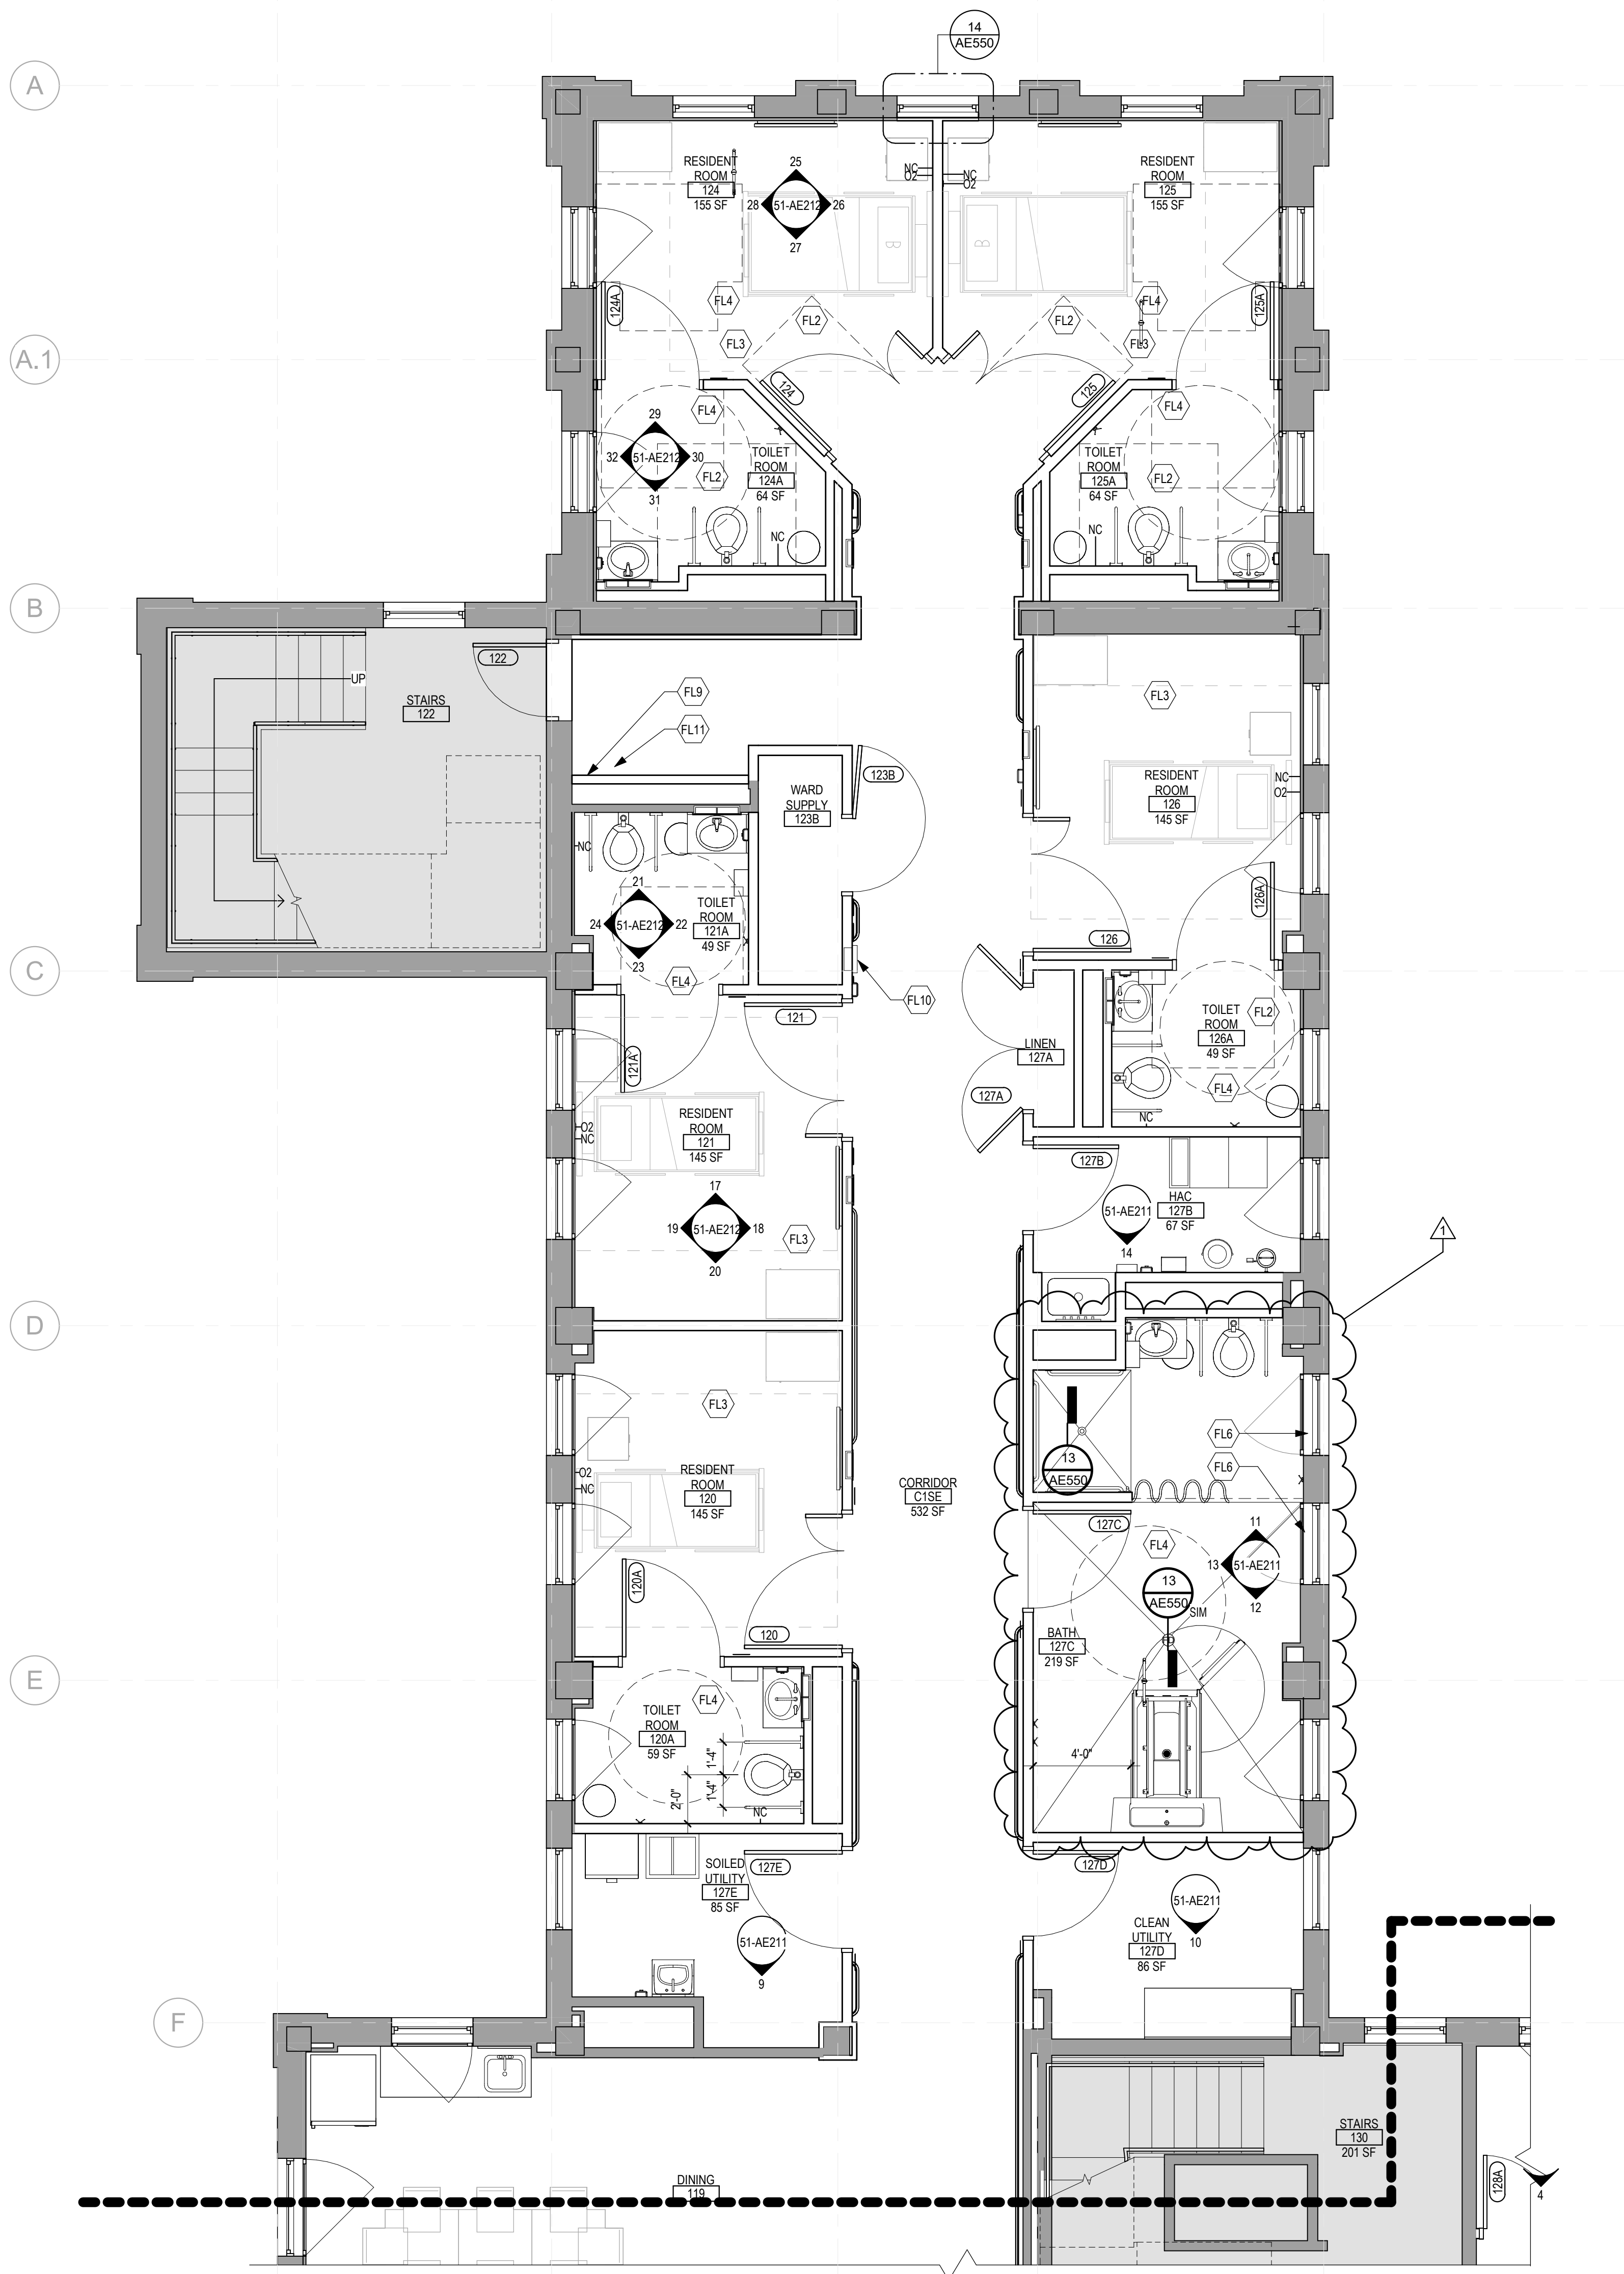 14
AE550
A
RESIDENT
ROOM
124
155 SF
25
28
51-AE212
26
27
NC
O2
NC
O2
RESIDENT
ROOM
125
155 SF
B
B
124A
FL4
FL2
FL3
FL2
FL4
FL3
125A
A.1
124
125
29
32
51-AE212
30
31
FL4
FL2
TOILET
ROOM
124A
64 SF
NC
TOILET
ROOM
125A
64 SF
FL4
FL2
NC
B
122
UP
STAIRS
122
FL9
FL11
WARD
SUPPLY
123B
123B
FL3
RESIDENT
ROOM
126
145 SF
NC
O2
NC
21
24
51-AE212
22
23
TOILET
ROOM
121A
49 SF
FL4
126A
126
C
FL10
121
121A
LINEN
127A
127A
TOILET
ROOM
126A
49 SF
FL2
FL4
NC
O2
NC
RESIDENT
ROOM
121
145 SF
17
19
51-AE212
18
20
FL3
127B
51-AE211
14
HAC
127B
67 SF
1
D
FL3
O2
NC
RESIDENT
ROOM
120
145 SF
CORRIDOR
C1SE
532 SF
13
AE550
FL6
FL6
127C
FL4
11
13
51-AE211
12
13
AE550
SIM
BATH
127C
219 SF
4'-0"
120A
120
E
TOILET
ROOM
120A
59 SF
FL4
1'-4"
1'-4"
2'-0"
NC
SOILED
UTILITY
127E
85 SF
127E
51-AE211
9
127D
51-AE211
10
CLEAN
UTILITY
127D
86 SF
F
DINING
119
STAIRS
130
201 SF
128A
4